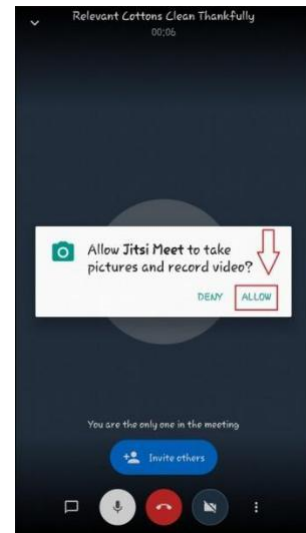 Relevant Cottons Clean Thankfully
00:06
Allow Jitsi Meet to take
pictures and record video?
DENY
ALLOW
You are the only one in the meeting
Invite others